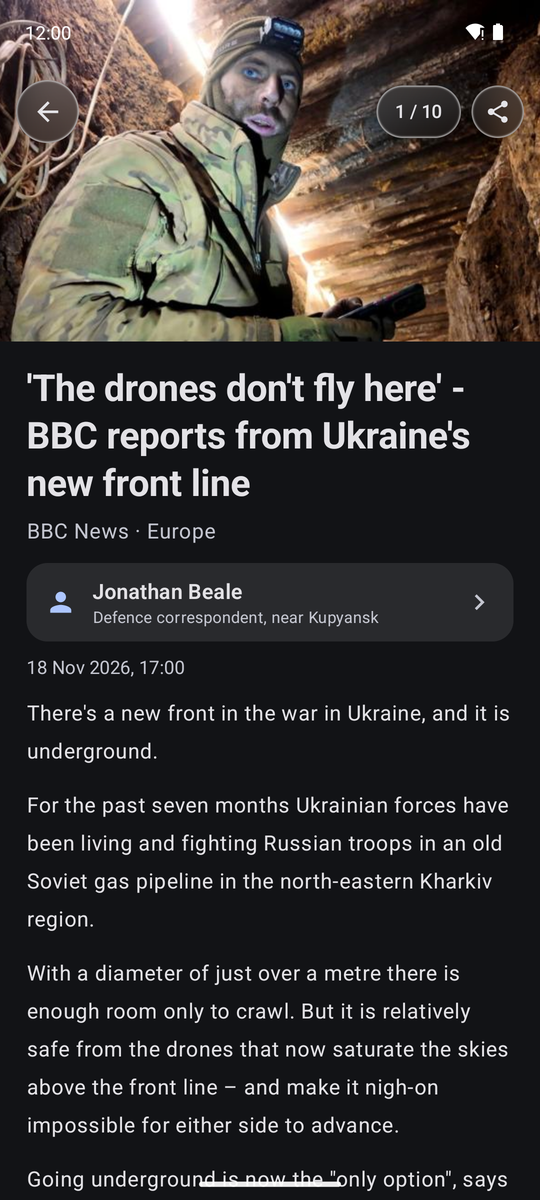 12:00
1 / 10
'The drones don't fly here' -
BBC reports from Ukraine's
new front line
BBC News · Europe
Jonathan Beale
Defence correspondent, near Kupyansk
18 Nov 2026, 17:00
There's a new front in the war in Ukraine, and it is
underground.
For the past seven months Ukrainian forces have
been living and fighting Russian troops in an old
Soviet gas pipeline in the north-eastern Kharkiv
region.
With a diameter of just over a metre there is
enough room only to crawl. But it is relatively
safe from the drones that now saturate the skies
above the front line – and make it nigh-on
impossible for either side to advance.
Going underground is now the "only option", says